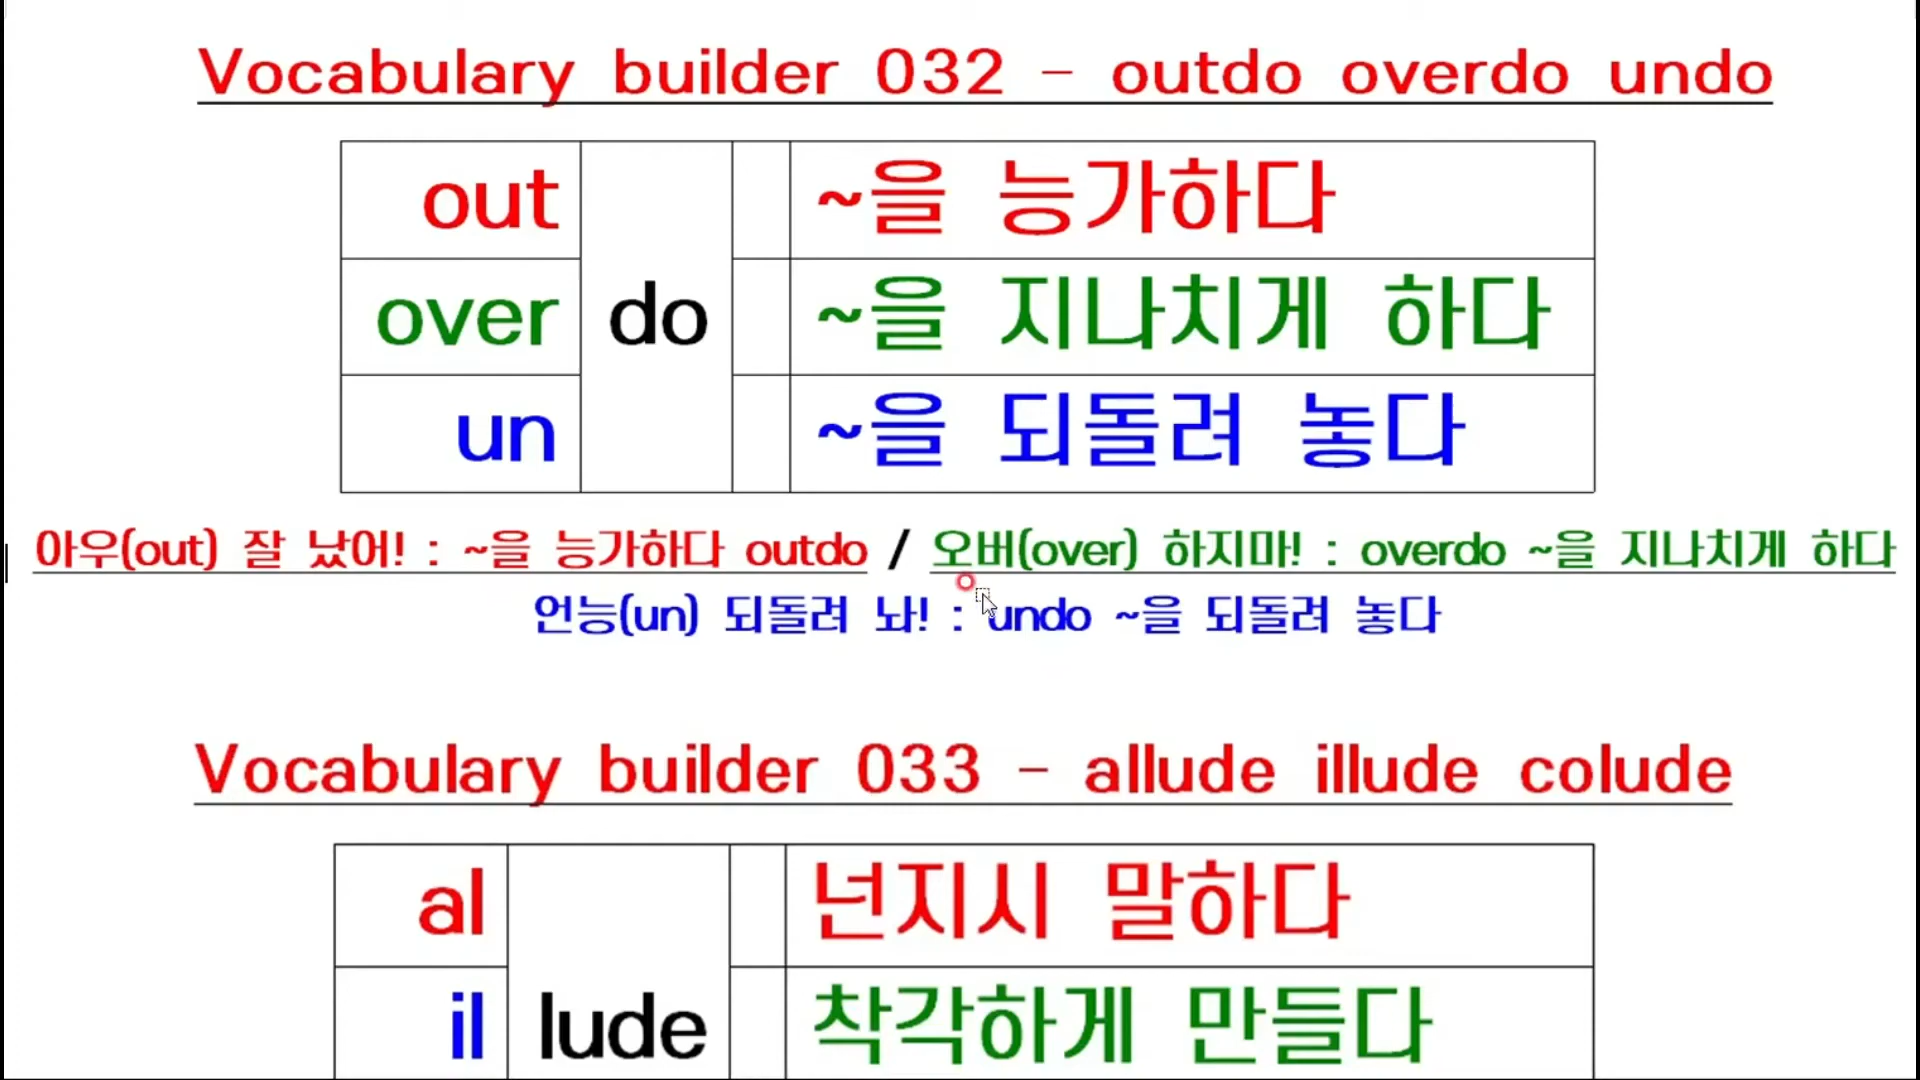 Vocabulary builder 032 - outdo overdo undo
out ~을 능가하다
over do ~을 지나치게 하다
un ~을 되돌려 놓다
아우(out) 잘 났어! : ~을 능가하다 outdo / 오버(over) 하지마! : overdo ~을 지나치게 하다
언능(un) 되돌려 놔! : undo ~을 되돌려 놓다
Vocabulary builder 033 - allude illude colude
al 넌지시 말하다
il lude 착각하게 만들다